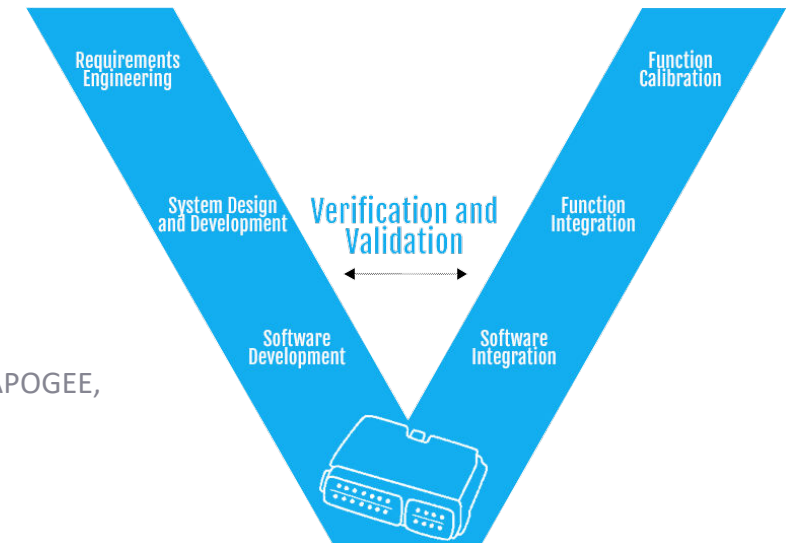 Requirements
Engineering
Function
Calibration
System Design
and Development
Verification and
Validation
Function
Integration
Software
Development
Software
Integration
APOGEE,